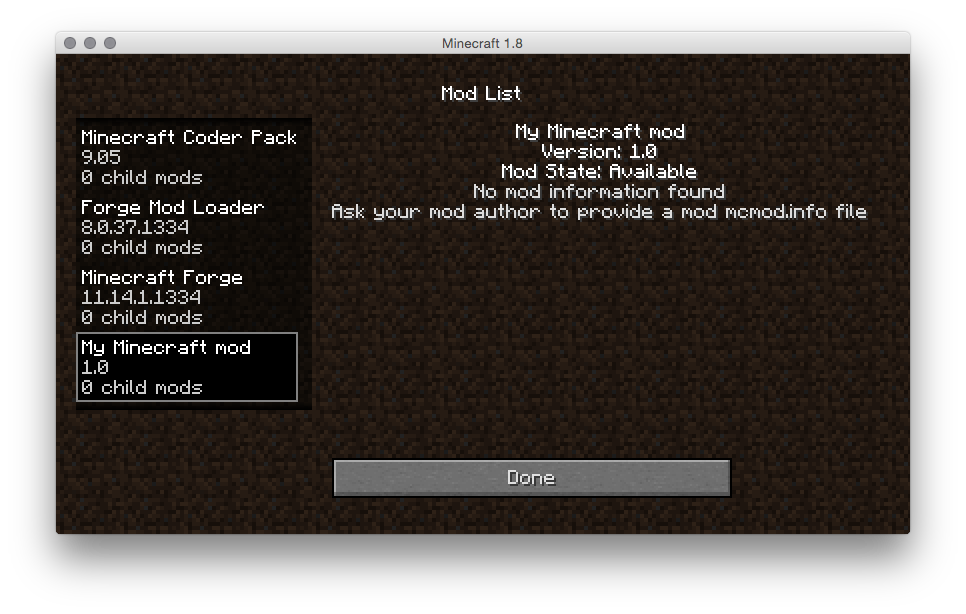 Minecraft 1.8
Mod List
Minecraft Coder Pack
9.05
0 child mods
Forge Mod Loader
8.0.37.1334
0 child mods
Minecraft Forge
11.14.1.1334
0 child mods
My Minecraft mod
1.0
0 child mods
My Minecraft mod
Version: 1.0
Mod State: Available
No mod information found
Ask your mod author to provide a mod mcmod.info file
Done